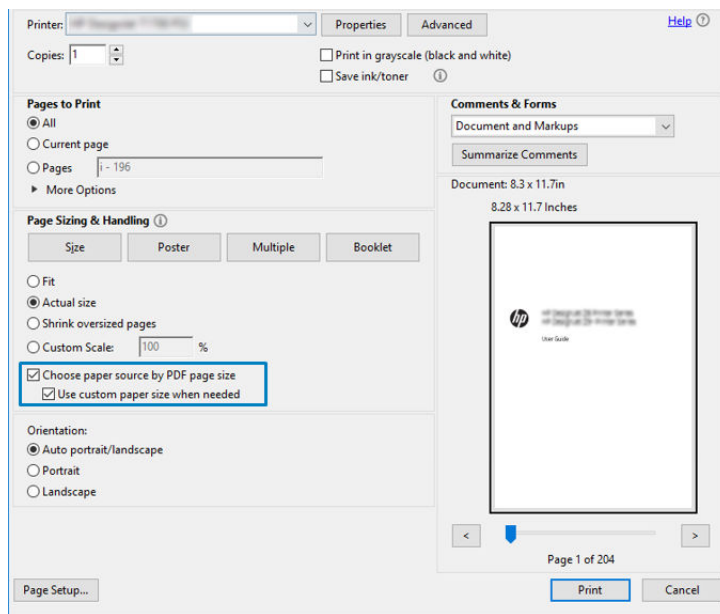 Printer:
Properties
Advanced
Help
Copies: 1
Print in grayscale (black and white)
Save ink/toner
Pages to Print
All
Current page
Pages i - 196
More Options
Page Sizing & Handling
Size Poster Multiple Booklet
Fit
Actual size
Shrink oversized pages
Custom Scale: 100 %
Choose paper source by PDF page size
Use custom paper size when needed
Orientation:
Auto portrait/landscape
Portrait
Landscape
Comments & Forms
Document and Markups
Summarize Comments
Document: 8.3 x 11.7in
8.28 x 11.7 Inches
hp
User Guide
< >
Page 1 of 204
Page Setup...
Print
Cancel